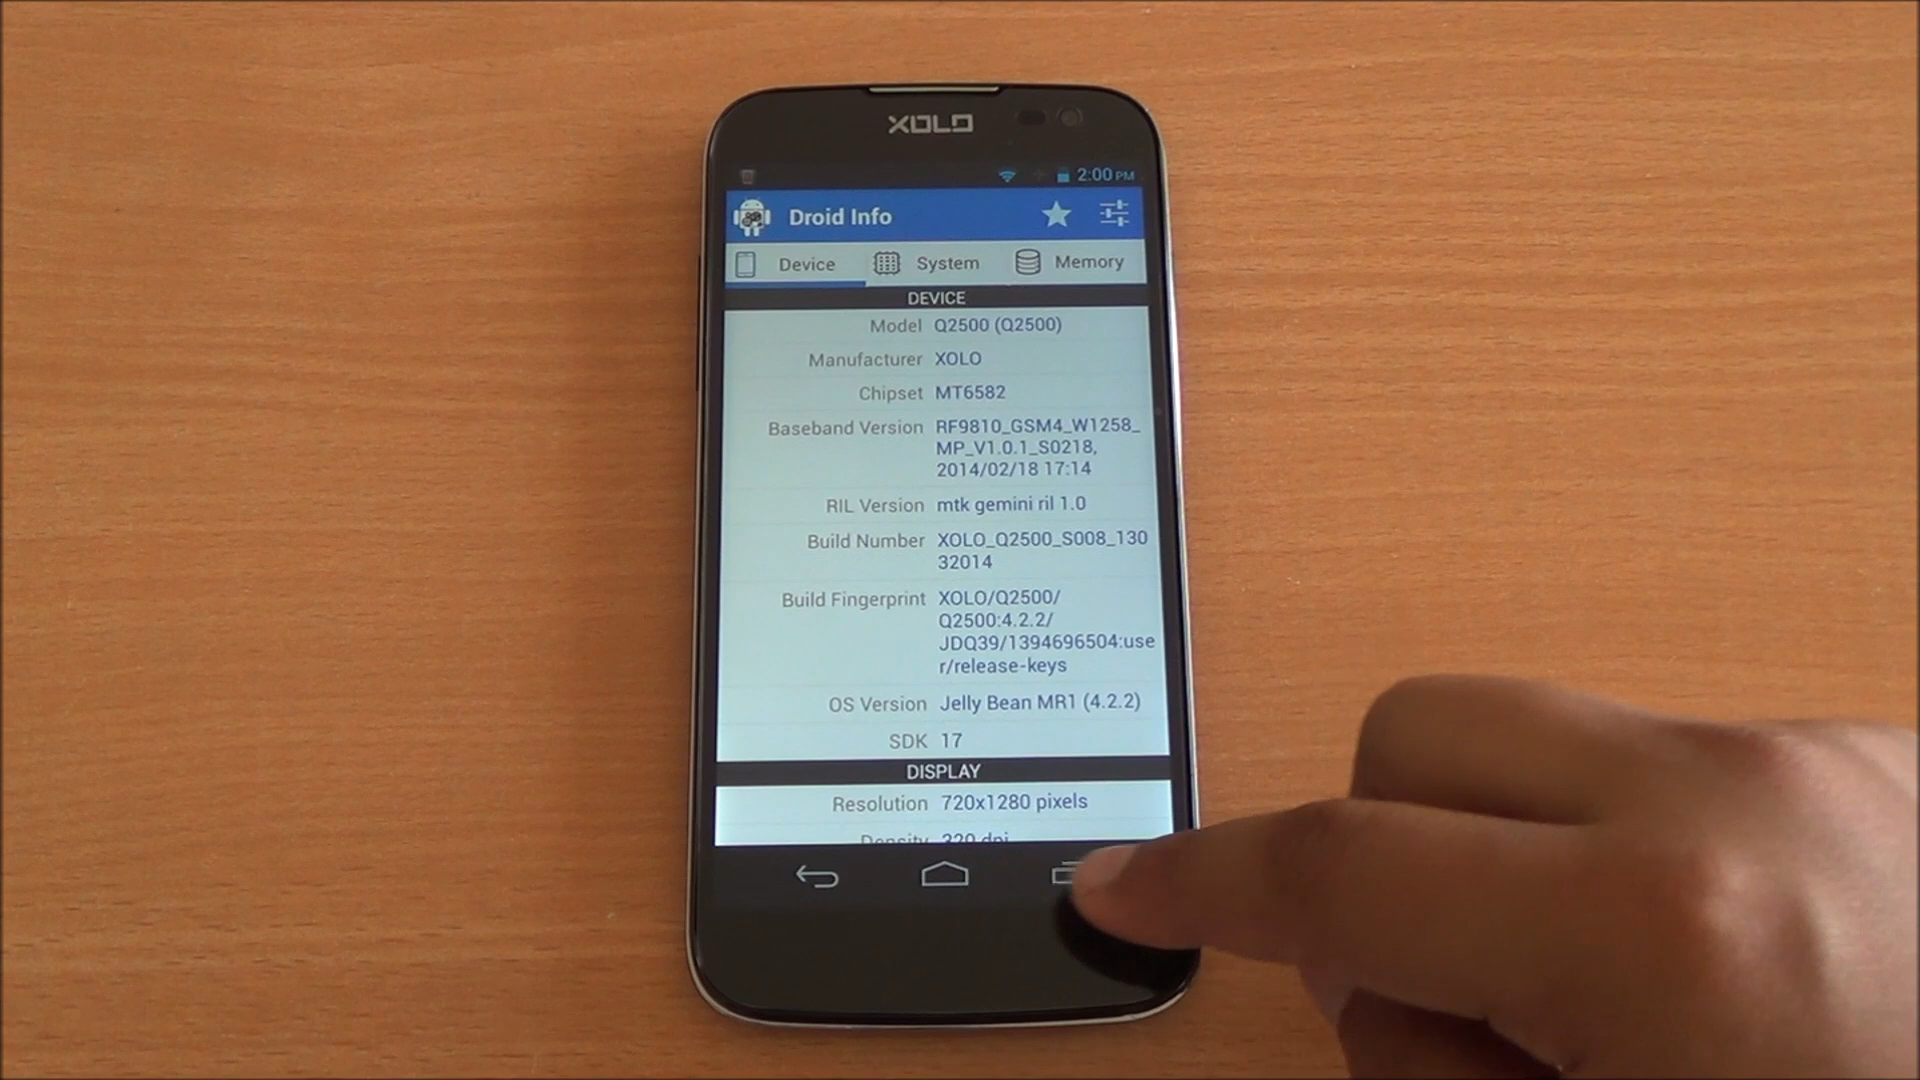 XOLO
2:00 PM
Droid Info
Device System Memory
DEVICE
Model Q2500 (Q2500)
Manufacturer XOLO
Chipset MT6582
Baseband Version RF9810_GSM4_W1258_
MP_V1.0.1_S0218,
2014/02/18 17:14
RIL Version mtk gemini ril 1.0
Build Number XOLO_Q2500_S008_130
32014
Build Fingerprint XOLO/Q2500/
Q2500:4.2.2/
JDQ39/1394696504:use
r/release-keys
OS Version Jelly Bean MR1 (4.2.2)
SDK 17
DISPLAY
Resolution 720x1280 pixels
Density 320 dpi